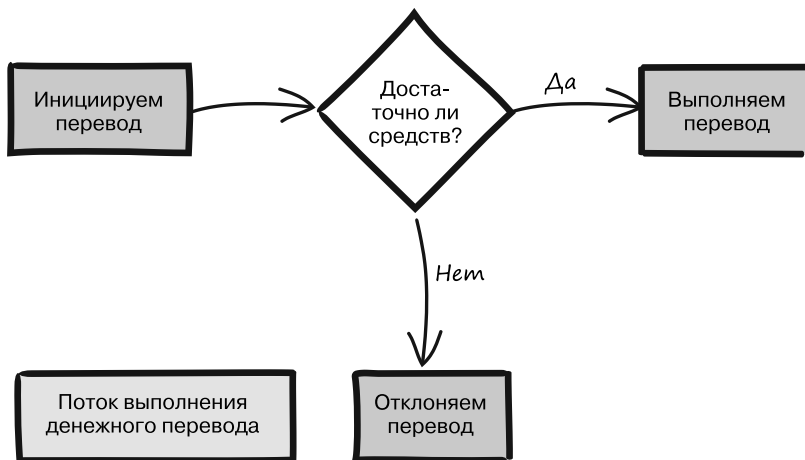 Инициируем
перевод
Доста-
точно ли
средств?
Да
Выполняем
перевод
Нет
Поток выполнения
денежного перевода
Отклоняем
перевод